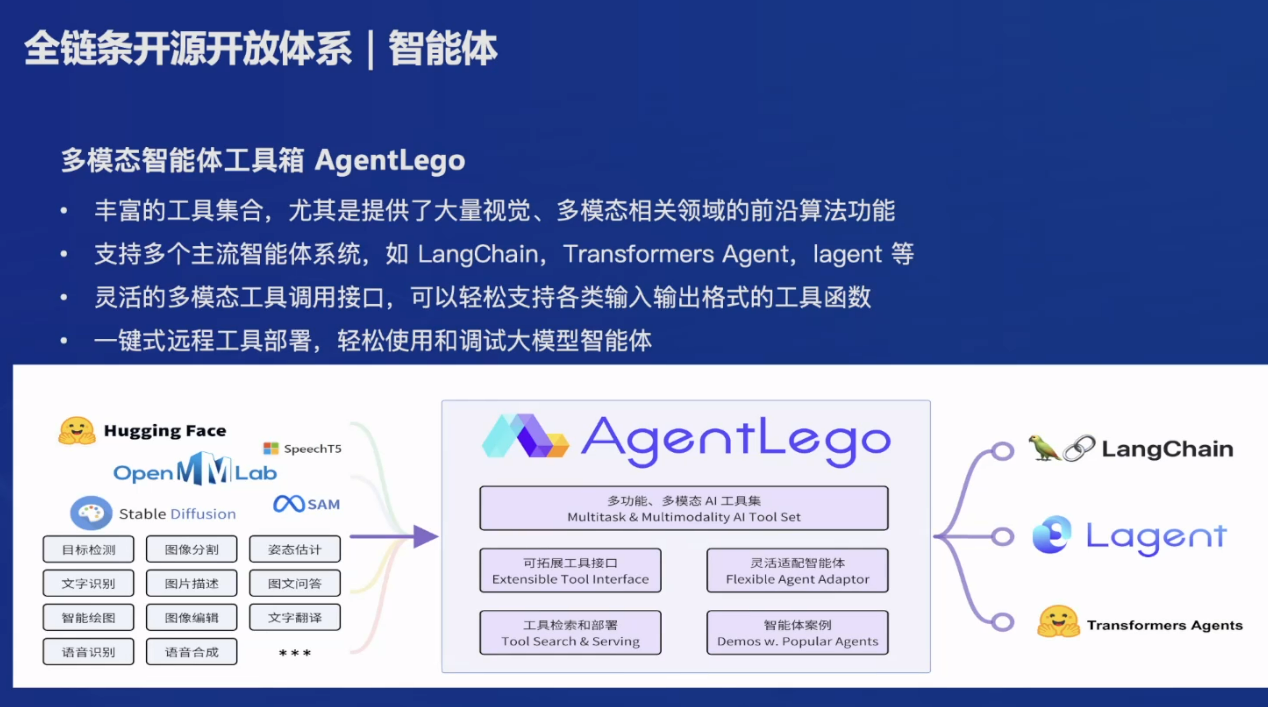 全链条开源开放体系｜智能体
多模态智能体工具箱 AgentLego
• 丰富的工具集合，尤其是提供了大量视觉、多模态相关领域的前沿算法功能
• 支持多个主流智能体系统，如 LangChain，Transformers Agent，lagent 等
• 灵活的多模态工具调用接口，可以轻松支持各类输入输出格式的工具函数
• 一键式远程工具部署，轻松使用和调试大模型智能体
Hugging Face
SpeechT5
OpenMMLab
Stable Diffusion
SAM
目标检测
图像分割
姿态估计
文字识别
图片描述
图文问答
智能绘图
图像编辑
文字翻译
语音识别
语音合成
***
AgentLego
多功能、多模态 AI 工具集
Multitask & Multimodality AI Tool Set
可拓展工具接口
Extensible Tool Interface
灵活适配智能体
Flexible Agent Adaptor
工具检索和部署
Tool Search & Serving
智能体案例
Demos w. Popular Agents
LangChain
Lagent
Transformers Agents